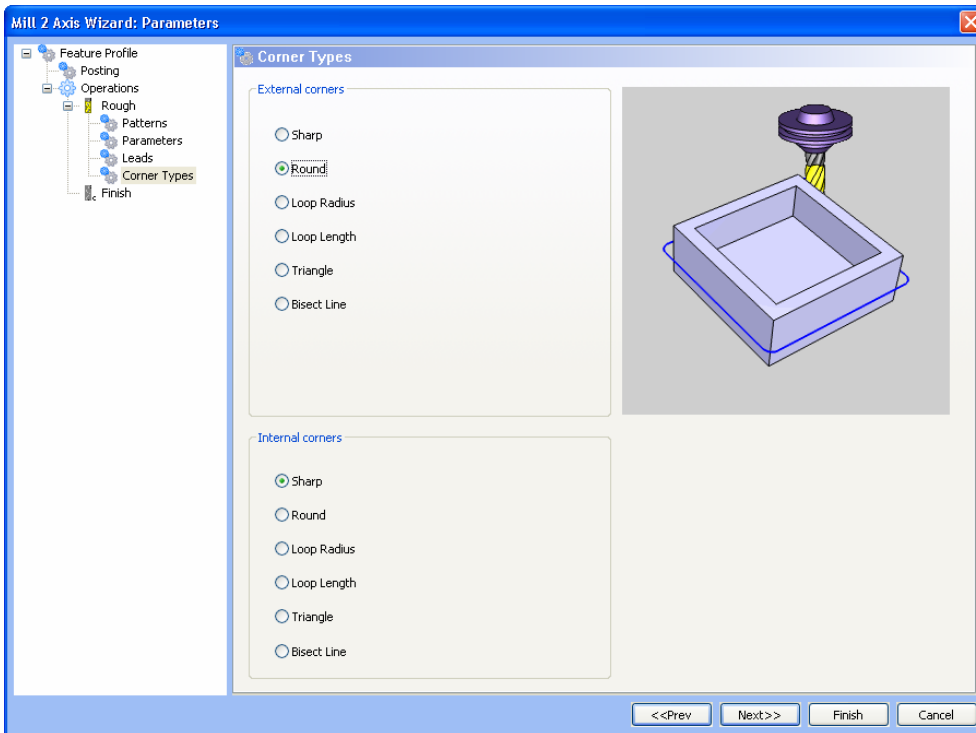 Mill 2 Axis Wizard: Parameters
Feature Profile
Posting
Operations
Rough
Patterns
Parameters
Leads
Corner Types
Finish
Corner Types
External corners
Sharp
Round
Loop Radius
Loop Length
Triangle
Bisect Line
Internal corners
Sharp
Round
Loop Radius
Loop Length
Triangle
Bisect Line
<<Prev
Next>>
Finish
Cancel